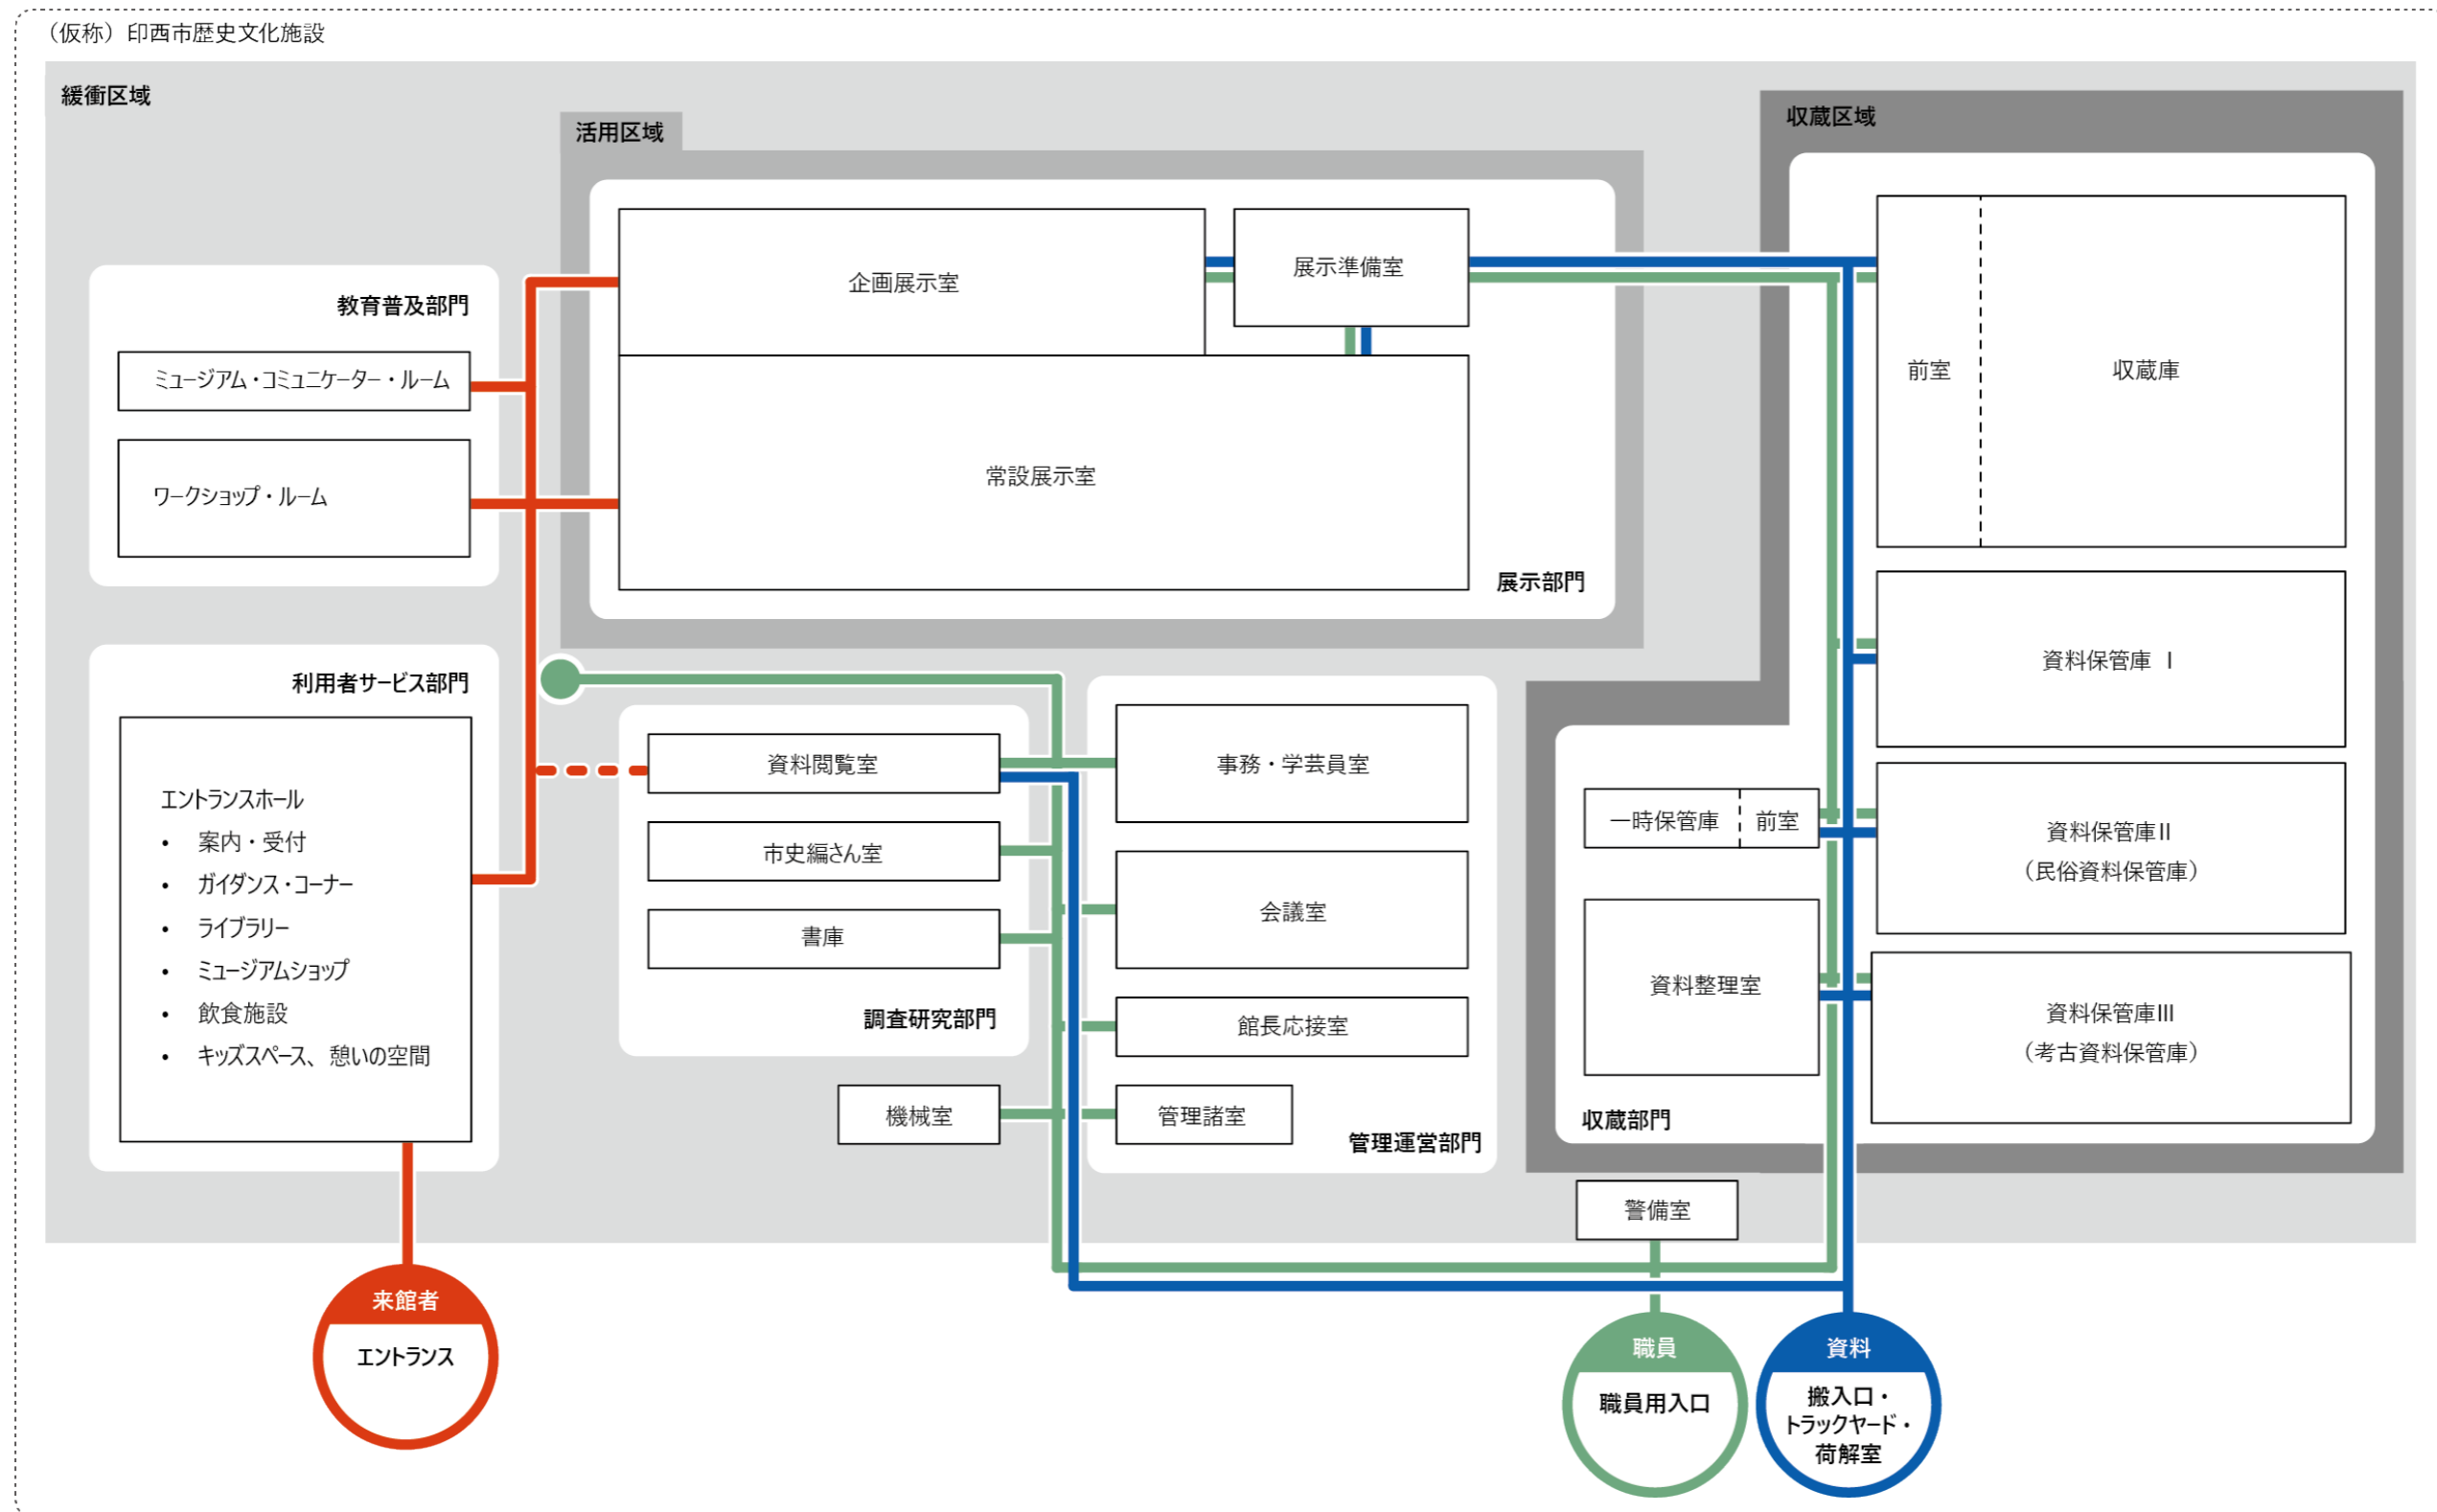 （仮称）印西市歴史文化施設
緩衝区域
活用区域
収蔵区域
企画展示室
展示準備室
常設展示室
展示部門
教育普及部門
ミュージアム・コミュニケーター・ルーム
ワークショップ・ルーム
利用者サービス部門
エントランスホール
• 案内・受付
• ガイダンス・コーナー
• ライブラリー
• ミュージアムショップ
• 飲食施設
• キッズスペース、憩いの空間
資料閲覧室
市史編さん室
書庫
調査研究部門
機械室
事務・学芸員室
会議室
館長応接室
管理諸室
管理運営部門
前室
収蔵庫
資料保管庫 Ⅰ
一時保管庫
前室
資料保管庫Ⅱ
（民俗資料保管庫）
資料整理室
資料保管庫Ⅲ
（考古資料保管庫）
収蔵部門
警備室
来館者
エントランス
職員
職員用入口
資料
搬入口・
トラックヤード・
荷解室